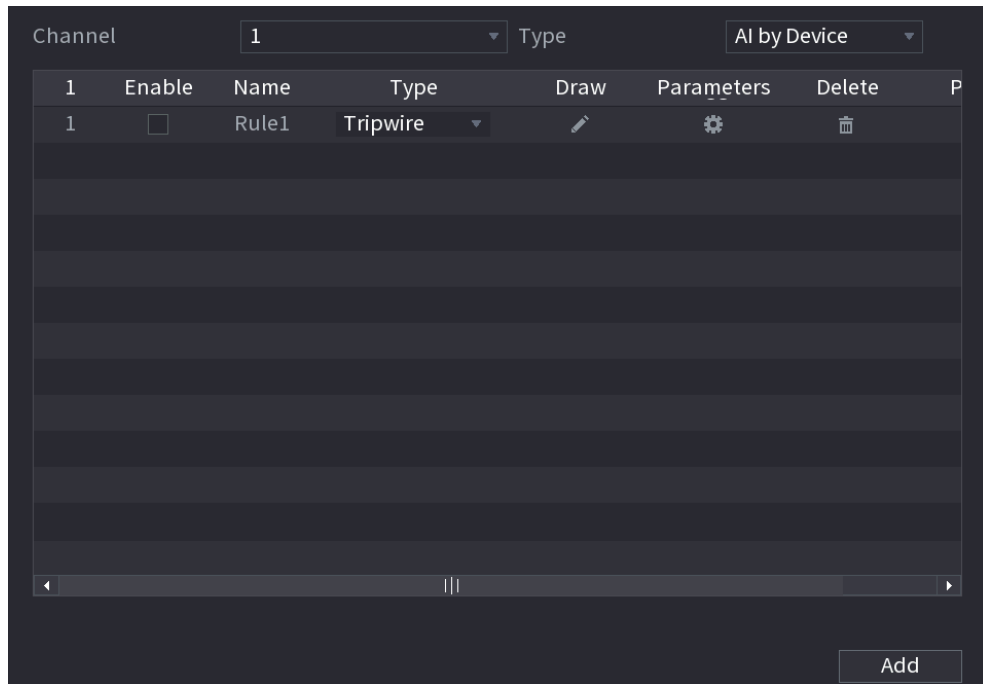 Channel 1 Type AI by Device
1 Enable Name Type Draw Parameters Delete P
1 Rule1 Tripwire
Add